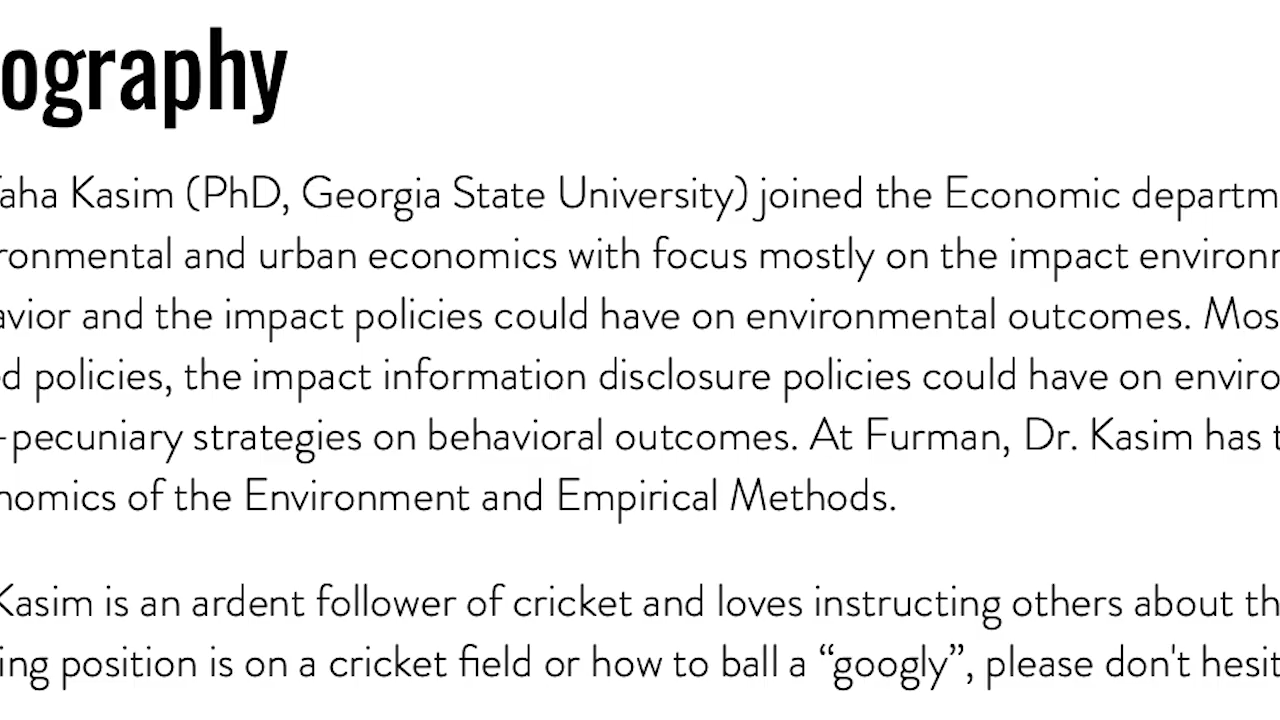 ography
Taha Kasim (PhD, Georgia State University) joined the Economic departm
ronmental and urban economics with focus mostly on the impact environm
avior and the impact policies could have on environmental outcomes. Mos
d policies, the impact information disclosure policies could have on enviro
-pecuniary strategies on behavioral outcomes. At Furman, Dr. Kasim has t
nomics of the Environment and Empirical Methods.
Kasim is an ardent follower of cricket and loves instructing others about th
ing position is on a cricket field or how to ball a “googly”, please don't hesit